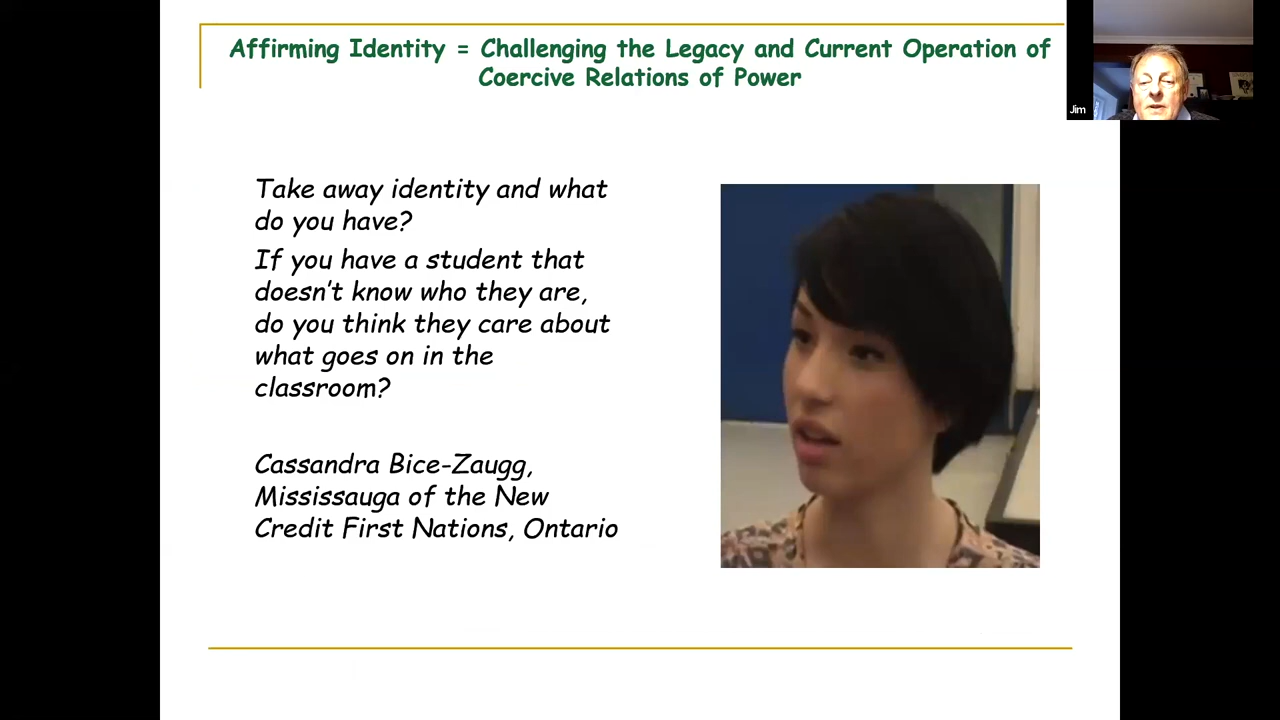 Affirming Identity = Challenging the Legacy and Current Operation of
Coercive Relations of Power
Jim
Take away identity and what
do you have?
If you have a student that
doesn't know who they are,
do you think they care about
what goes on in the
classroom?
Cassandra Bice-Zaugg,
Mississauga of the New
Credit First Nations, Ontario